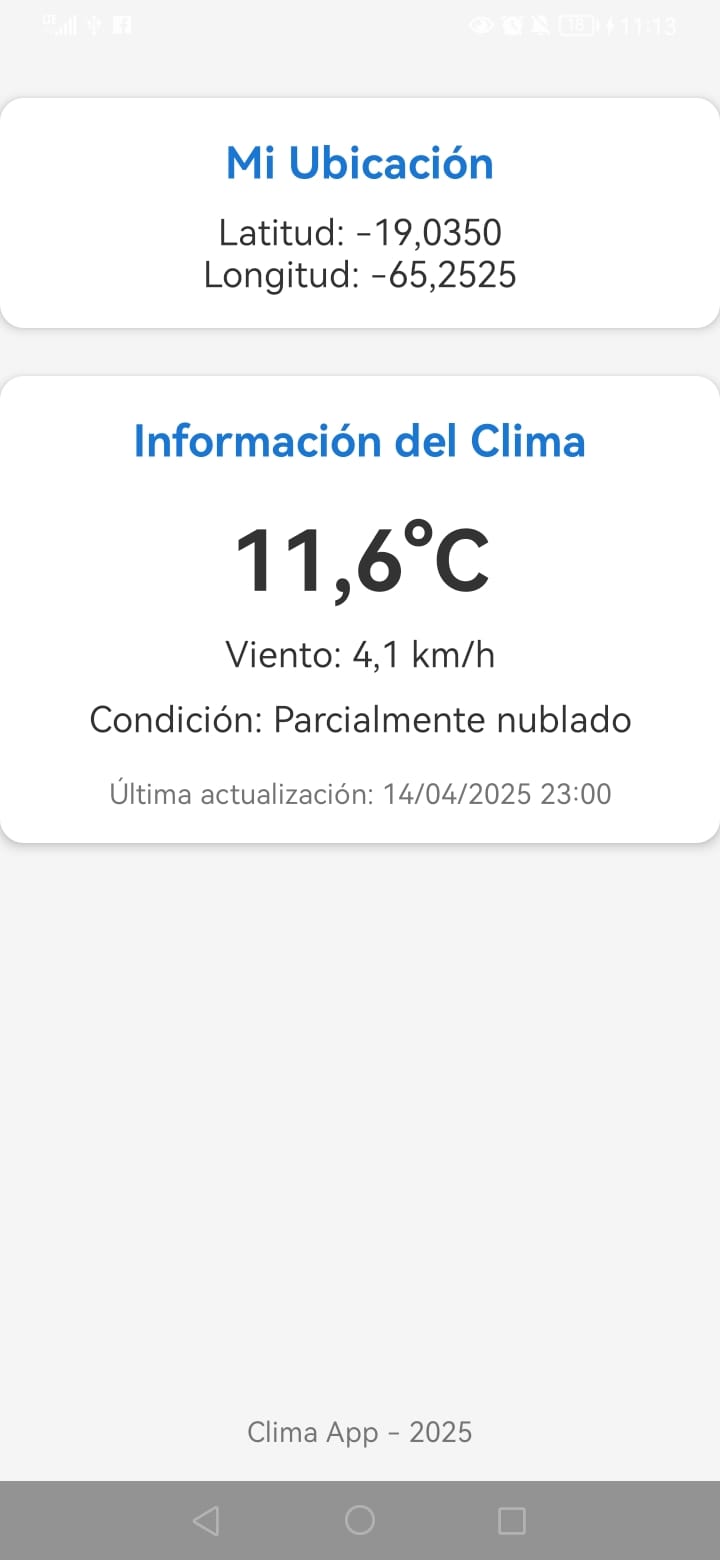 LTE 18 11:13
Mi Ubicación
Latitud: -19,0350
Longitud: -65,2525
Información del Clima
11,6°C
Viento: 4,1 km/h
Condición: Parcialmente nublado
Última actualización: 14/04/2025 23:00
Clima App - 2025